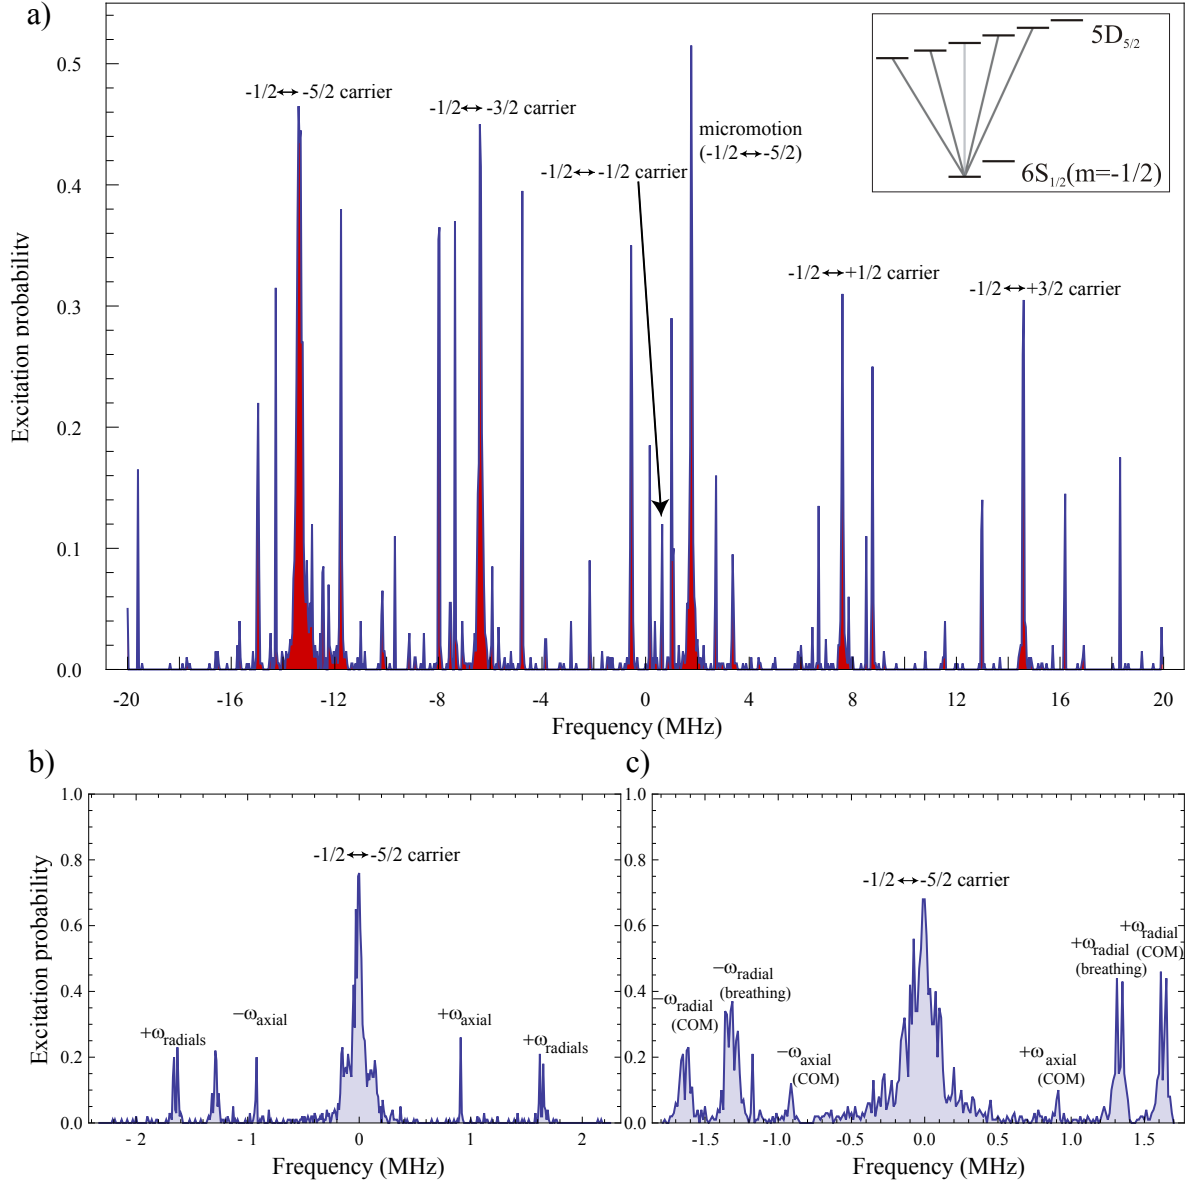 a)
0.5
0.4
0.3
0.2
0.1
0.0
Excitation probability
-1/2↔-5/2 carrier
-1/2↔-3/2 carrier
-1/2↔-1/2 carrier
micromotion
(-1/2↔-5/2)
-1/2↔+1/2 carrier
-1/2↔+3/2 carrier
5D5/2
6S1/2(m=-1/2)
-20 -16 -12 -8 -4 0 4 8 12 16 20
Frequency (MHz)
b)
1.0
0.8
0.6
0.4
0.2
0.0
Excitation probability
-1/2↔-5/2 carrier
+ωradials
−ωaxial
+ωaxial
+ωradials
-2 -1 0 1 2
Frequency (MHz)
c)
1.0
0.8
0.6
0.4
0.2
0.0
-1/2↔-5/2 carrier
−ωradial
(COM)
−ωradial
(breathing)
−ωaxial
(COM)
+ωaxial
(COM)
+ωradial
(breathing)
+ωradial
(COM)
-1.5 -1.0 -0.5 0.0 0.5 1.0 1.5
Frequency (MHz)